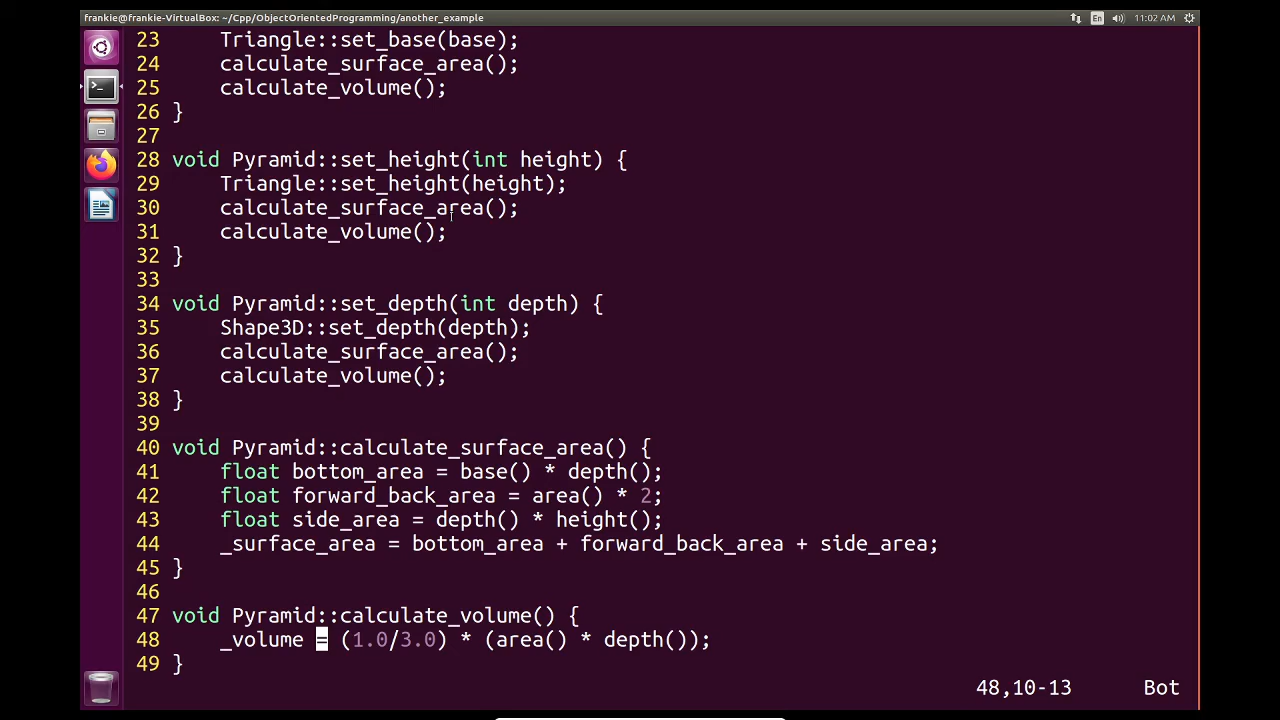 frankie@frankie-VirtualBox: ~/Cpp/ObjectOrientedProgramming/another_example
En
11:02 AM
23 Triangle::set_base(base);
24 calculate_surface_area();
25 calculate_volume();
26 }
27
28 void Pyramid::set_height(int height) {
29 Triangle::set_height(height);
30 calculate_surface_area();
31 calculate_volume();
32 }
33
34 void Pyramid::set_depth(int depth) {
35 Shape3D::set_depth(depth);
36 calculate_surface_area();
37 calculate_volume();
38 }
39
40 void Pyramid::calculate_surface_area() {
41 float bottom_area = base() * depth();
42 float forward_back_area = area() * 2;
43 float side_area = depth() * height();
44 _surface_area = bottom_area + forward_back_area + side_area;
45 }
46
47 void Pyramid::calculate_volume() {
48 _volume = (1.0/3.0) * (area() * depth());
49 }
48,10-13 Bot